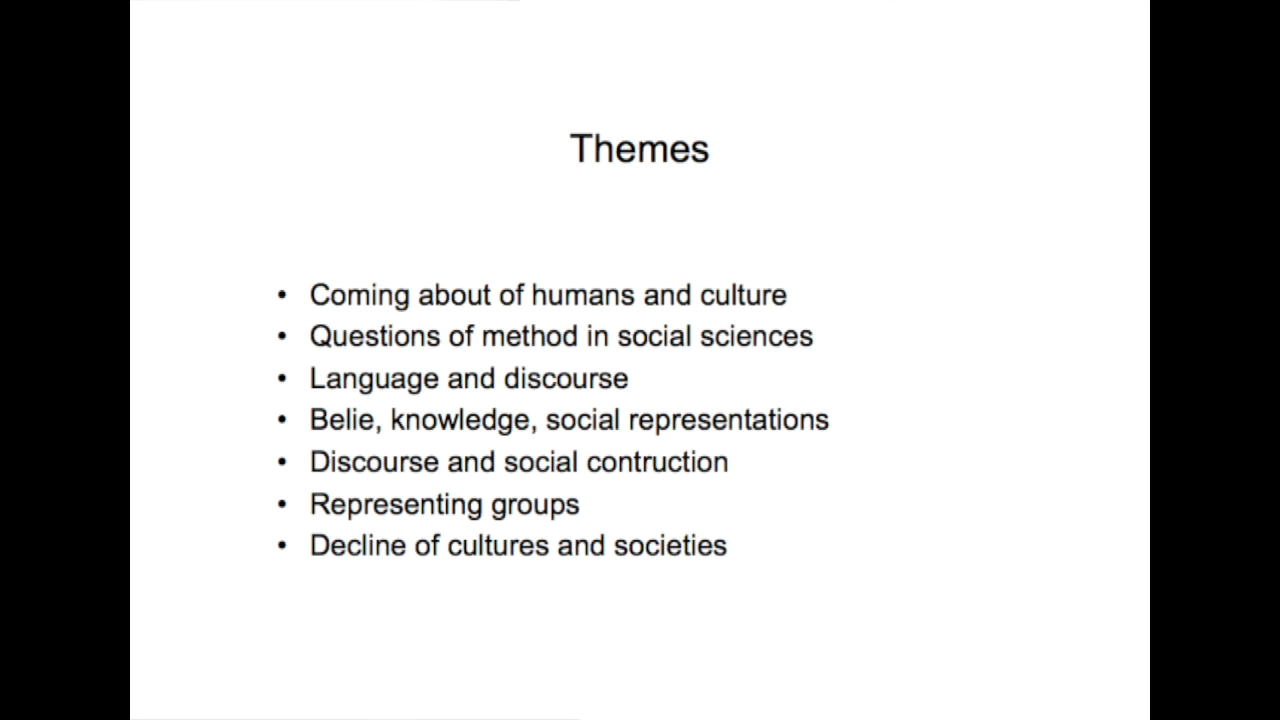 Themes
• Coming about of humans and culture
• Questions of method in social sciences
• Language and discourse
• Belie, knowledge, social representations
• Discourse and social contruction
• Representing groups
• Decline of cultures and societies